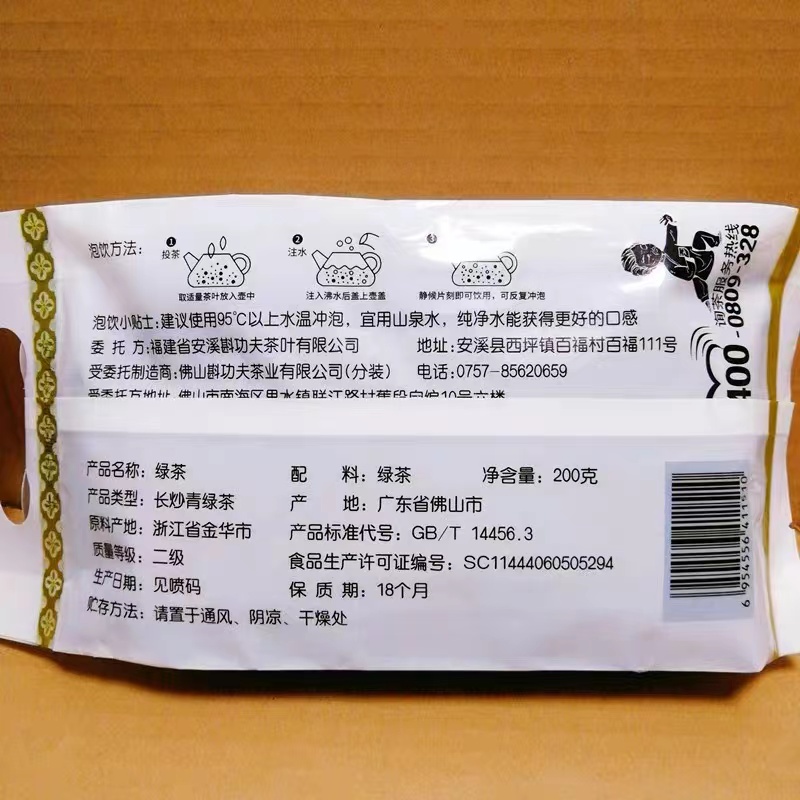 泡饮方法:
1 投茶
取适量茶叶放入壶中
2 注水
注入沸水后盖上壶盖
3
静候片刻即可饮用,可反复冲泡
泡饮小贴士:建议使用95℃以上水温冲泡,宜用山泉水,纯净水能获得更好的口感
委托方:福建省安溪斟功夫茶叶有限公司 地址:安溪县西坪镇百福村百福111号
受委托制造商:佛山斟功夫茶业有限公司(分装) 电话:0757-85620659
询茶服务热线
400-0809-328
产品名称:绿茶 配 料:绿茶 净含量:200克
产品类型:长炒青绿茶 产 地:广东省佛山市
原料产地:浙江省金华市 产品标准代号:GB/T 14456.3
质量等级:二级 食品生产许可证编号:SC11444060505294
生产日期:见喷码 保 质 期:18个月
贮存方法:请置于通风、阴凉、干燥处
6 954556 411510